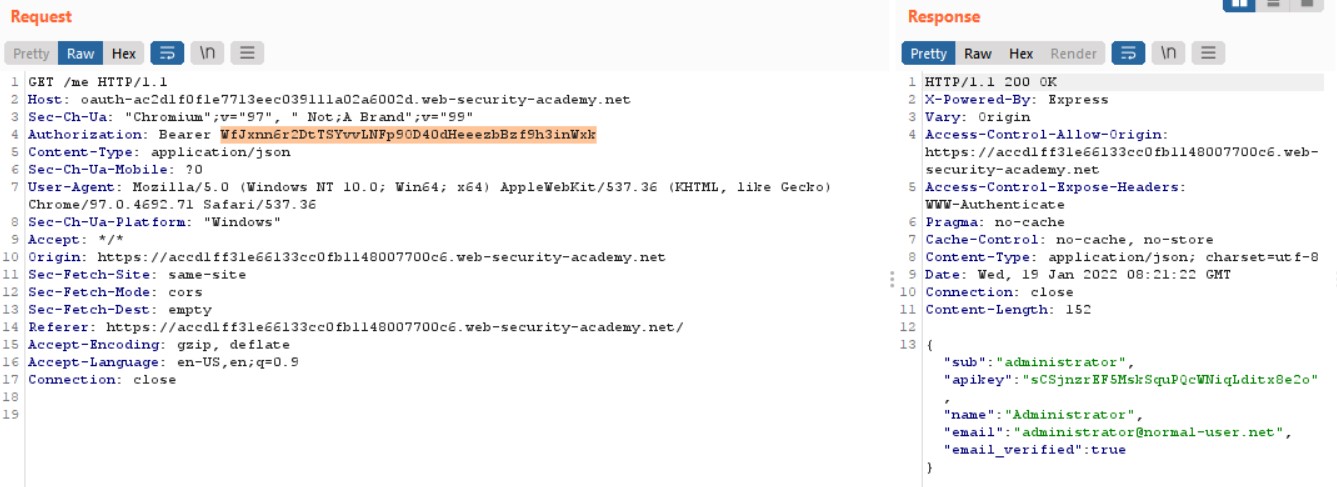 Request
Pretty Raw Hex \n
1 GET /me HTTP/1.1
2 Host: oauth-ac2d1f0f1e7713eec039111a02a6002d.web-security-academy.net
3 Sec-Ch-Ua: "Chromium";v="97", " Not;A Brand";v="99"
4 Authorization: Bearer WfJxnn6r2DtTSYvvLNFp90D40dHeeezbBzf9h3inWxk
5 Content-Type: application/json
6 Sec-Ch-Ua-Mobile: ?0
7 User-Agent: Mozilla/5.0 (Windows NT 10.0; Win64; x64) AppleWebKit/537.36 (KHTML, like Gecko)
Chrome/97.0.4692.71 Safari/537.36
8 Sec-Ch-Ua-Platform: "Windows"
9 Accept: */*
10 Origin: https://accd1ff31e66133cc0fb1148007700c6.web-security-academy.net
11 Sec-Fetch-Site: same-site
12 Sec-Fetch-Mode: cors
13 Sec-Fetch-Dest: empty
14 Referer: https://accd1ff31e66133cc0fb1148007700c6.web-security-academy.net/
15 Accept-Encoding: gzip, deflate
16 Accept-Language: en-US,en;q=0.9
17 Connection: close
18
19
Response
Pretty Raw Hex Render \n
1 HTTP/1.1 200 OK
2 X-Powered-By: Express
3 Vary: Origin
4 Access-Control-Allow-Origin:
https://accd1ff31e66133cc0fb1148007700c6.web-
security-academy.net
5 Access-Control-Expose-Headers:
WWW-Authenticate
6 Pragma: no-cache
7 Cache-Control: no-cache, no-store
8 Content-Type: application/json; charset=utf-8
9 Date: Wed, 19 Jan 2022 08:21:22 GMT
10 Connection: close
11 Content-Length: 152
12
13 {
"sub":"administrator",
"apikey":"sCSjnzrEF5MskSquPQcWNiqLditx8e2o"
,
"name":"Administrator",
"email":"administrator@normal-user.net",
"email_verified":true
}